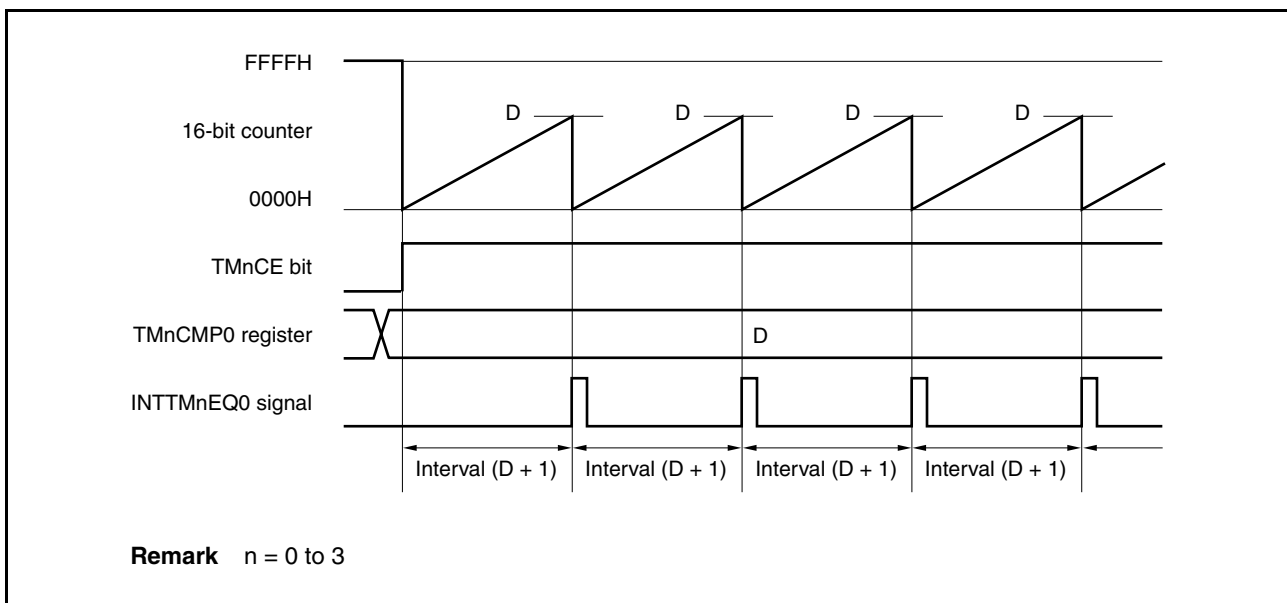 FFFFH
D D D D
16-bit counter
0000H
TMnCE bit
TMnCMP0 register D
INTTMnEQ0 signal
Interval (D + 1) Interval (D + 1) Interval (D + 1) Interval (D + 1)
Remark n = 0 to 3